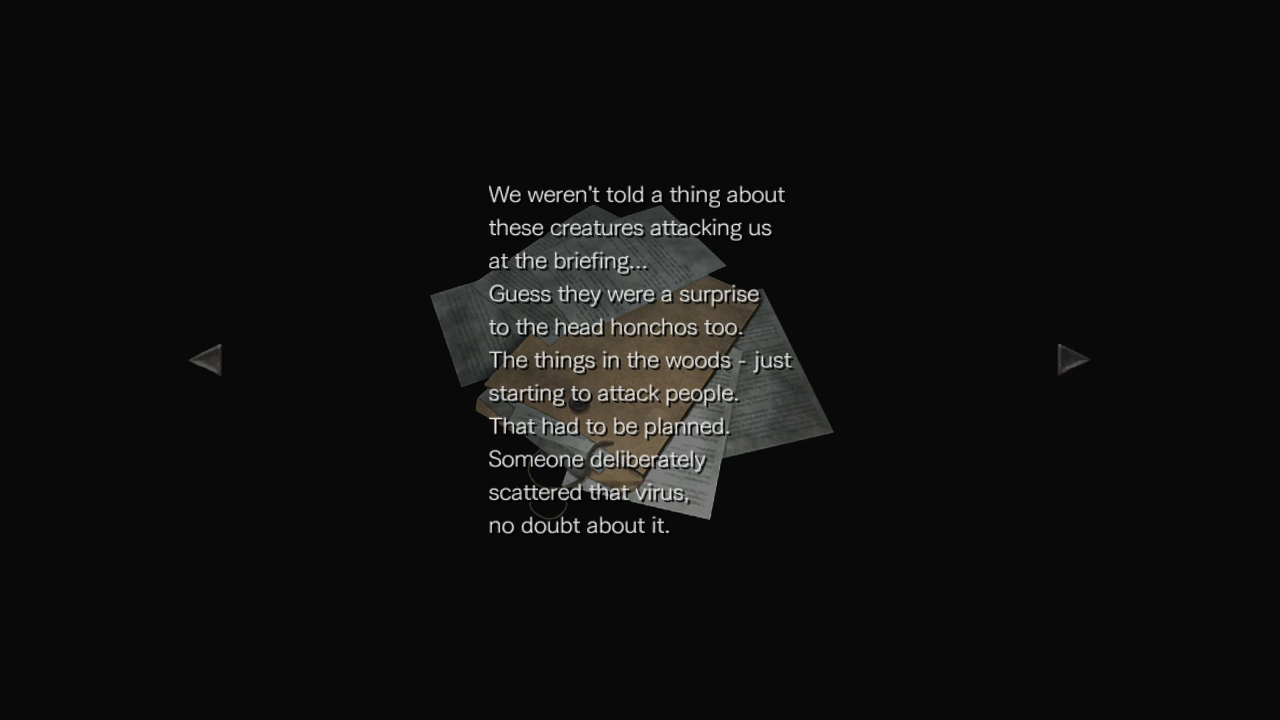 We weren't told a thing about
these creatures attacking us
at the briefing...
Guess they were a surprise
to the head honchos too.
The things in the woods - just
starting to attack people.
That had to be planned.
Someone deliberately
scattered that virus,
no doubt about it.